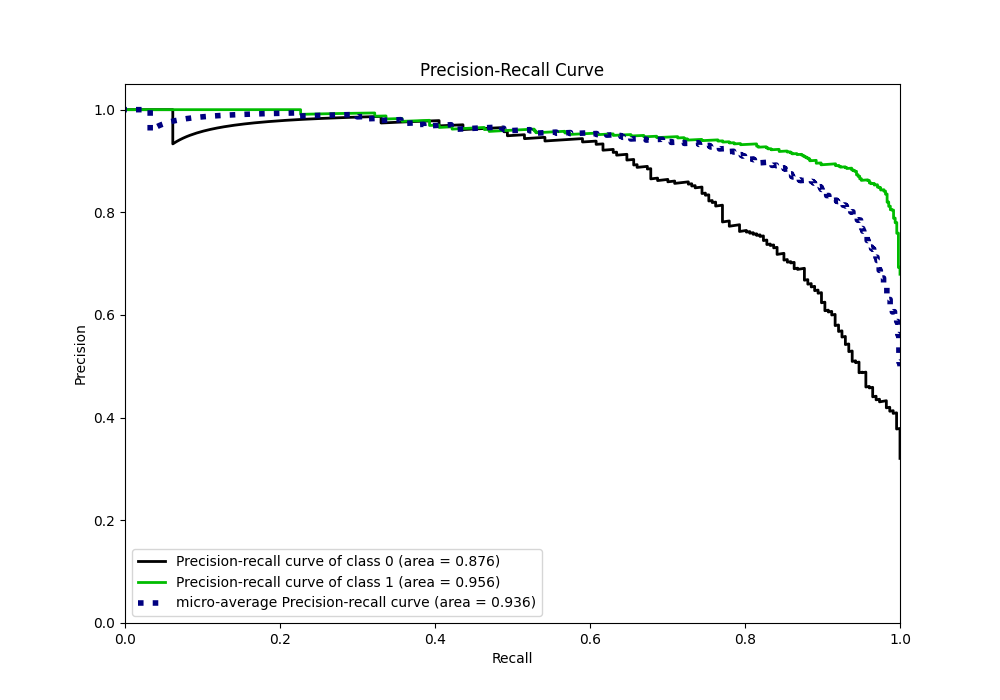 Precision-Recall Curve
1.0
0.8
0.6
0.4
0.2
0.0
Precision
Precision-recall curve of class 0 (area = 0.876)
Precision-recall curve of class 1 (area = 0.956)
micro-average Precision-recall curve (area = 0.936)
0.0 0.2 0.4 0.6 0.8 1.0
Recall